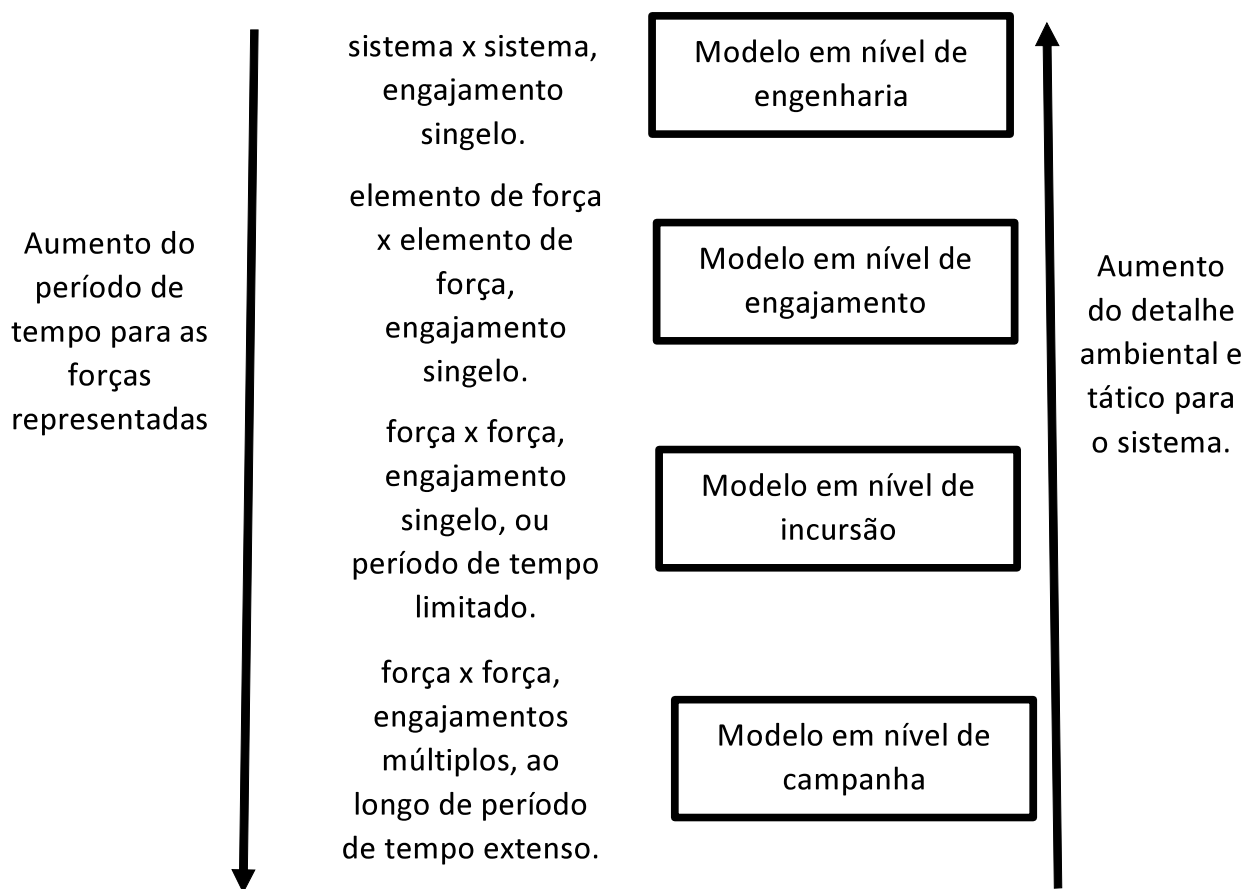 Aumento do
período de
tempo para as
forças
representadas
sistema x sistema,
engajamento
singelo.
Modelo em nível de
engenharia
elemento de força
x elemento de
força,
engajamento
singelo.
Modelo em nível de
engajamento
força x força,
engajamento
singelo, ou
período de tempo
limitado.
Modelo em nível de
incursão
força x força,
engajamentos
múltiplos, ao
longo de período
de tempo extenso.
Modelo em nível de
campanha
Aumento
do detalhe
ambiental e
tático para
o sistema.